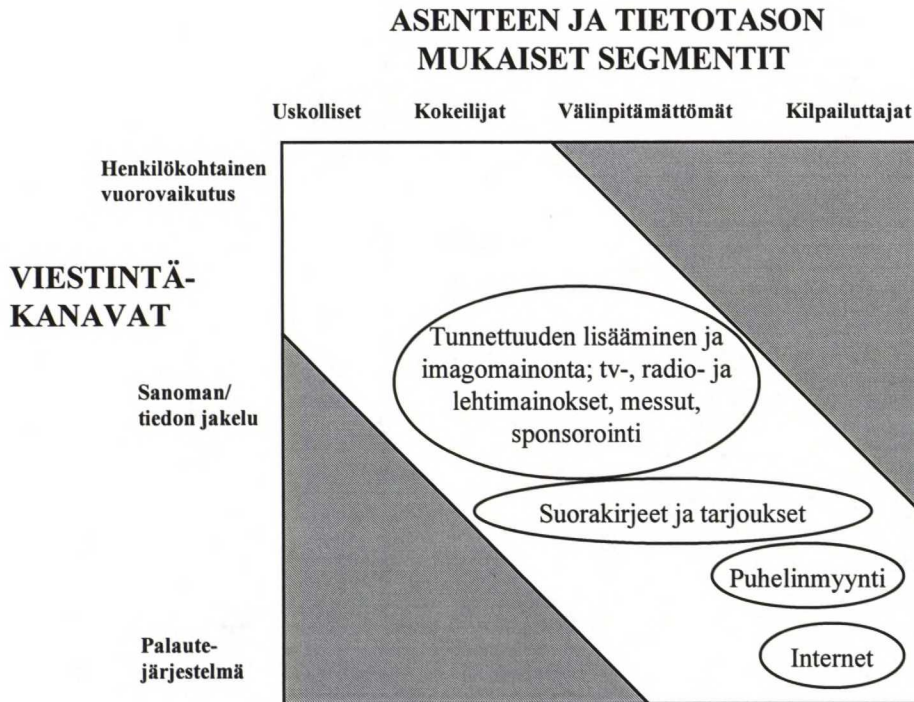 ASENTEEN JA TIETOTASON
MUKAISET SEGMENTIT
Uskolliset Kokeilijat Välinpitämättömät Kilpailuttajat
Henkilökohtainen
vuorovaikutus
VIESTINTÄ-
KANAVAT
Tunnettuuden lisääminen ja
imagomainonta; tv-, radio- ja
lehtimainokset, messut,
sponsorointi
Sanoman/
tiedon jakelu
Suorakirjeet ja tarjoukset
Puhelinmyynti
Palaute-
järjestelmä
Internet